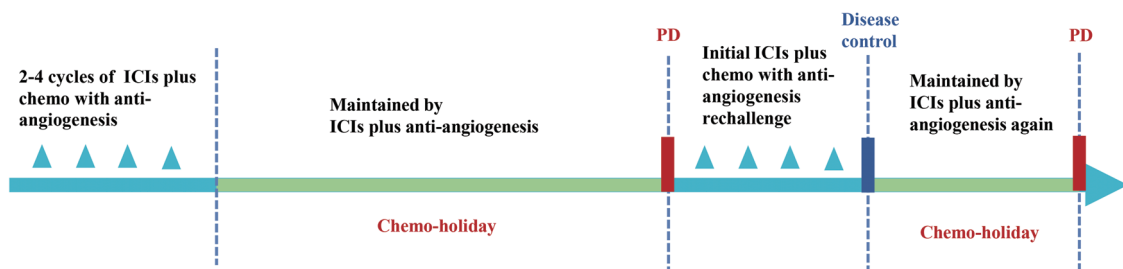 2-4 cycles of ICIs plus
chemo with anti-
angiogenesis
Maintained by
ICIs plus anti-angiogenesis
Chemo-holiday
PD
Initial ICIs plus
chemo with anti-
angiogenesis
rechallenge
Disease
control
Maintained by
ICIs plus anti-
angiogenesis again
Chemo-holiday
PD